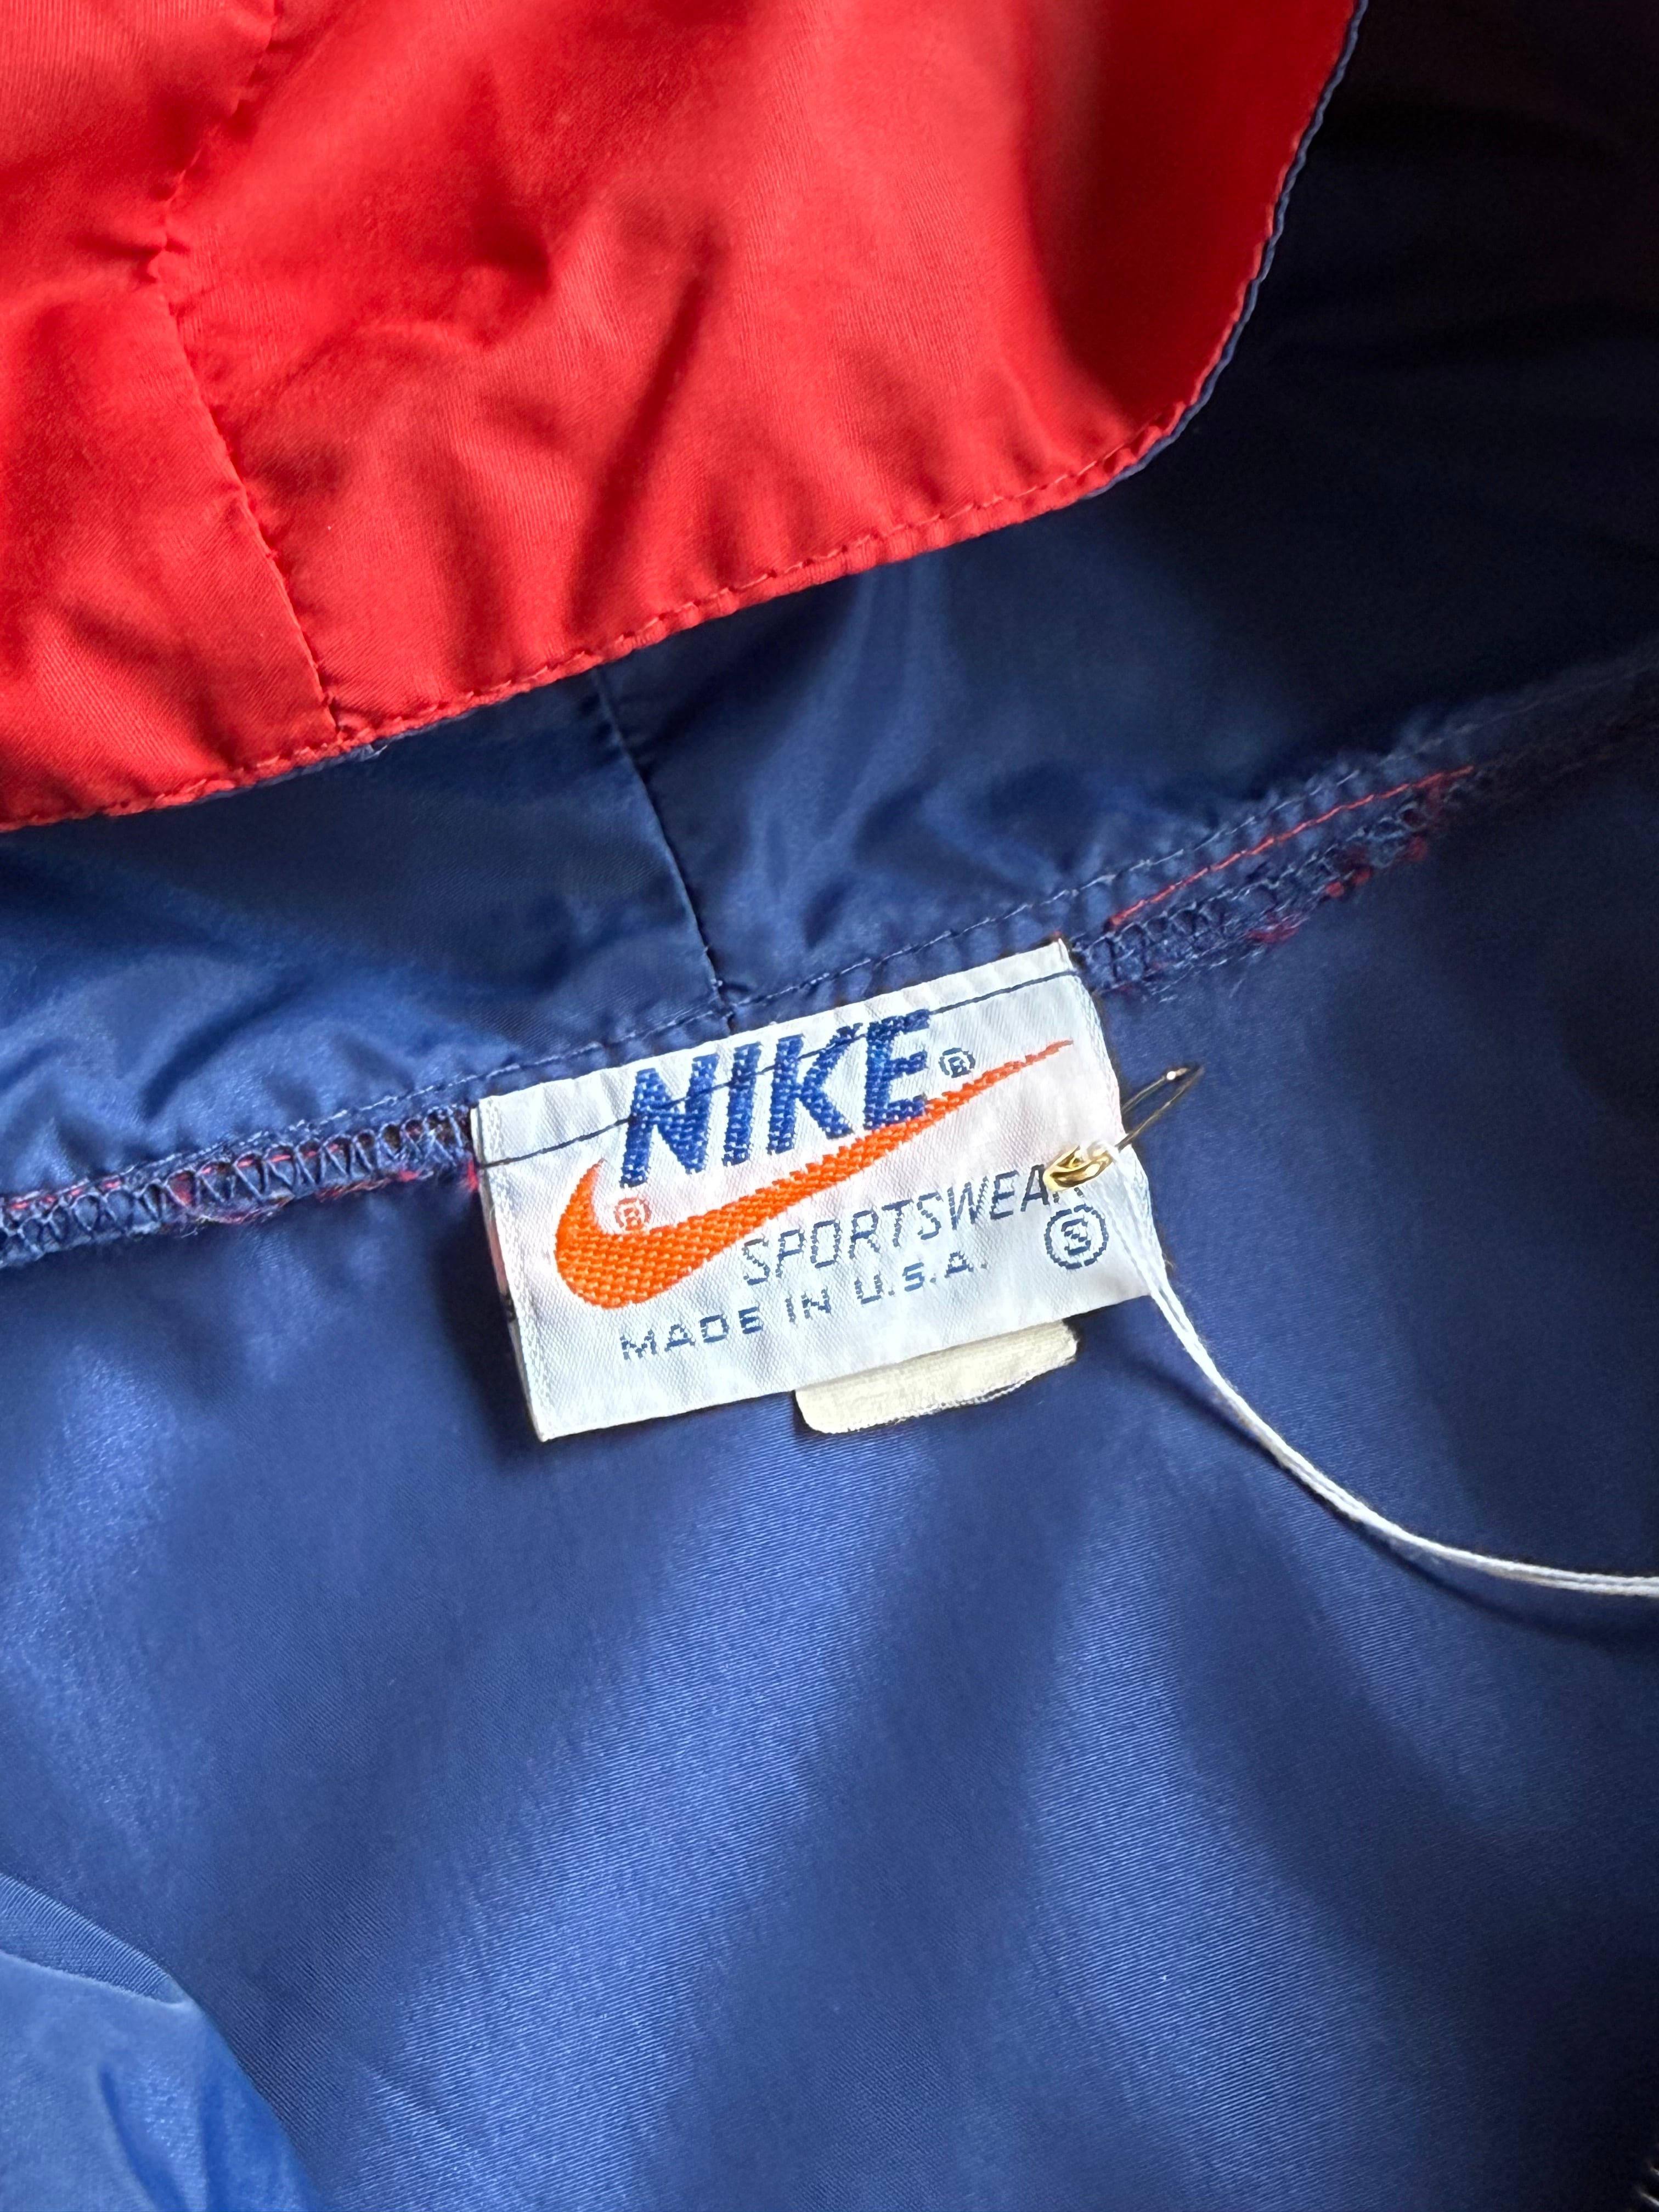 NIKE®
®
SPORTSWEAR
S
MADE IN U.S.A.